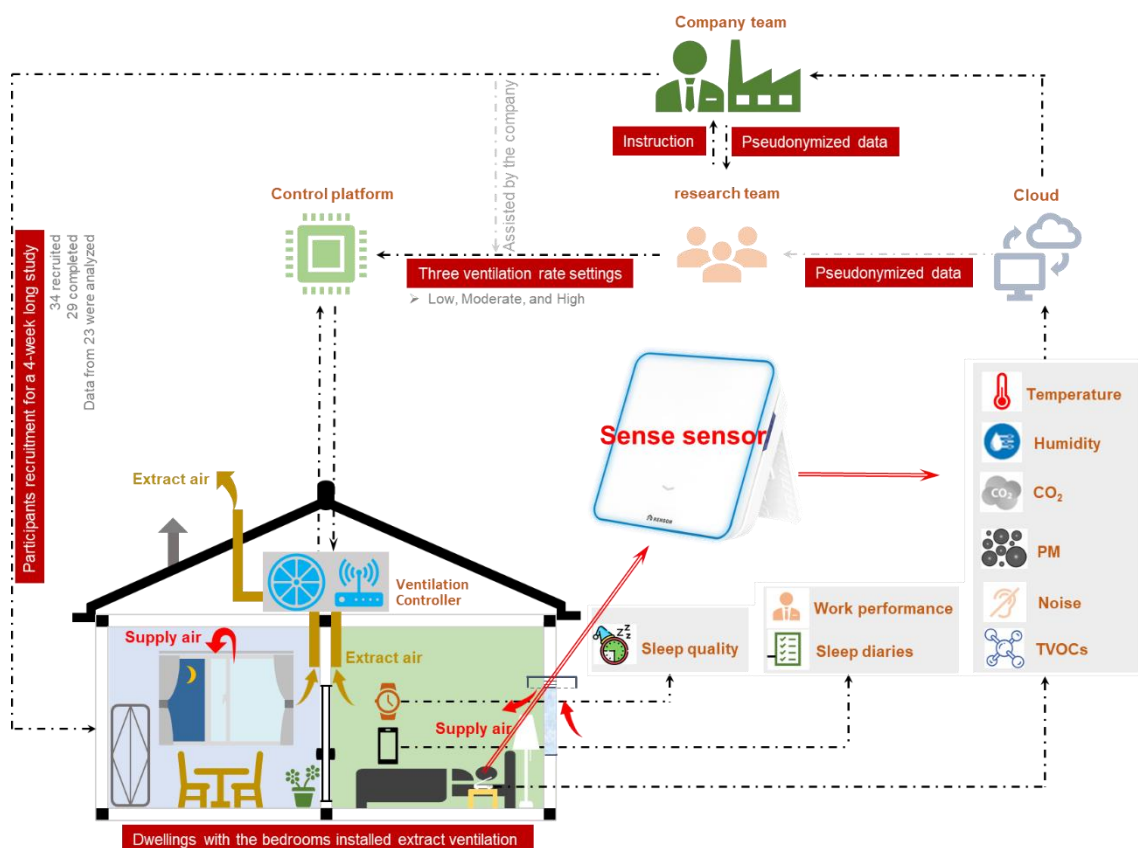 Company team
Instruction
Pseudonymized data
research team
Control platform
Cloud
Assisted by the company
Three ventilation rate settings
➢ Low, Moderate, and High
Pseudonymized data
Participants recruitment for a 4-week long study
34 recruited
29 completed
Data from 23 were analyzed
Sense sensor
SENSON
Temperature
Humidity
CO₂
CO₂
PM
Noise
TVOCs
Work performance
Sleep diaries
Sleep quality
Extract air
Ventilation
Controller
Supply air
Extract air
Supply air
Dwellings with the bedrooms installed extract ventilation